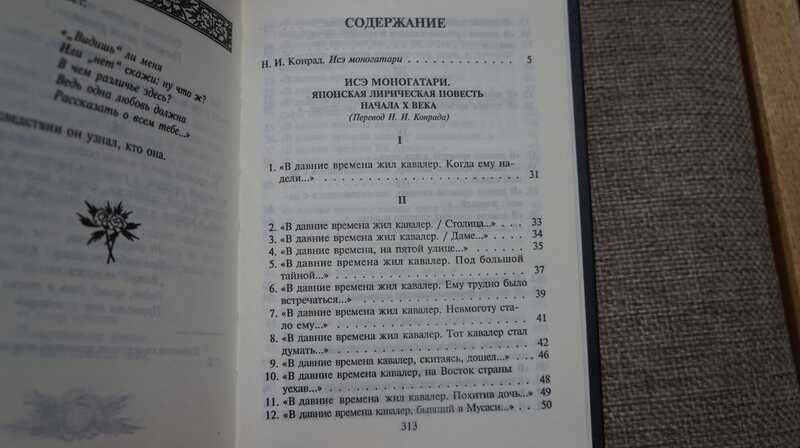 „Видишь“ ли меня
Или „нет“ скажи; ну что ж?
В чем различье здесь?
Ведь одна любовь должна
Рассказать о всем тебе...»
следствии он узнал, кто она.
СОДЕРЖАНИЕ
Н. И. Конрад. Исэ моногатари . . . . . . . . . . . . . . . 5
ИСЭ МОНОГАТАРИ.
ЯПОНСКАЯ ЛИРИЧЕСКАЯ ПОВЕСТЬ
НАЧАЛА X ВЕКА
(Перевод Н. И. Конрада)
I
1. «В давние времена жил кавалер. Когда ему на-
дели...» . . . . . . . . . . . . . . . . . . . . 31
II
2. «В давние времена жил кавалер. / Столица...» . . . 33
3. «В давние времена жил кавалер. / Даме...» . . . . 34
4. «В давние времена, на пятой улице...» . . . . . . 35
5. «В давние времена жил кавалер. Под большой
тайной...» . . . . . . . . . . . . . . . . . . . 37
6. «В давние времена жил кавалер. Ему трудно было
встречаться...» . . . . . . . . . . . . . . . . . 39
7. «В давние времена жил кавалер. Невмоготу ста-
ло ему...» . . . . . . . . . . . . . . . . . . . 41
8. «В давние времена жил кавалер. Тот кавалер стал
думать...» . . . . . . . . . . . . . . . . . . . 42
9. «В давние времена кавалер, скитаясь, дошел...» . . 46
10. «В давние времена кавалер, на Восток страны
уехав...» . . . . . . . . . . . . . . . . . . . 48
11. «В давние времена жил кавалер. Похитив дочь...» 49
12. «В давние времена кавалер, бывший в Мусаси...» . . 50
313